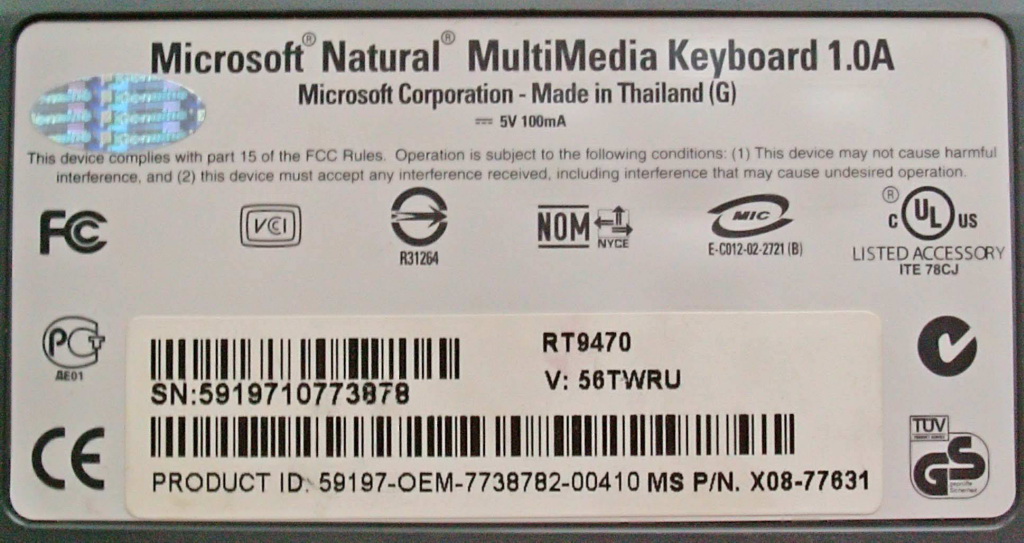 Microsoft® Natural® MultiMedia Keyboard 1.0A
Microsoft Corporation - Made in Thailand (G)
5V 100mA
This device complies with part 15 of the FCC Rules. Operation is subject to the following conditions: (1) This device may not cause harmful
interference, and (2) this device must accept any interference received, including interference that may cause undesired operation.
FC
VCI
R31264
NOM
NYCE
MIC
E-C012-02-2721 (B)
® C UL US
LISTED ACCESSORY
ITE 78CJ
PCT
AE01
SN:5919710773878
RT9470
V: 56TWRU
PRODUCT ID: 59197-OEM-7738782-00410 MS P/N. X08-77631
CE
TUV
GS